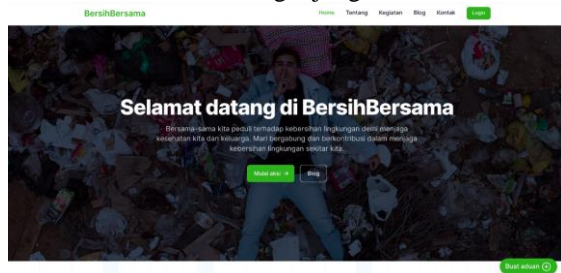 BersihBersama
Home Tentang Kegiatan Blog Kontak Login
Selamat datang di BersihBersama
Bersama-sama kita peduli terhadap kebersihan lingkungan demi menjaga
kesehatan kita dan keluarga. Mari bergabung dan berkontribusi dalam menjaga
kebersihan lingkungan sekitar kita.
Mulai aksi → Blog
Buat aduan